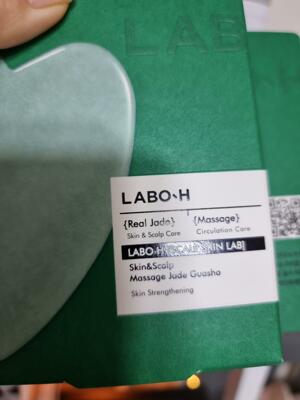 LAB
LABO-H
{Real Jade} {Massage}
Skin & Scalp Care Circulation Care
LABO-H SCALP SKIN LAB]
Skin&Scalp
Massage Jade Guasha
Skin Strengthening